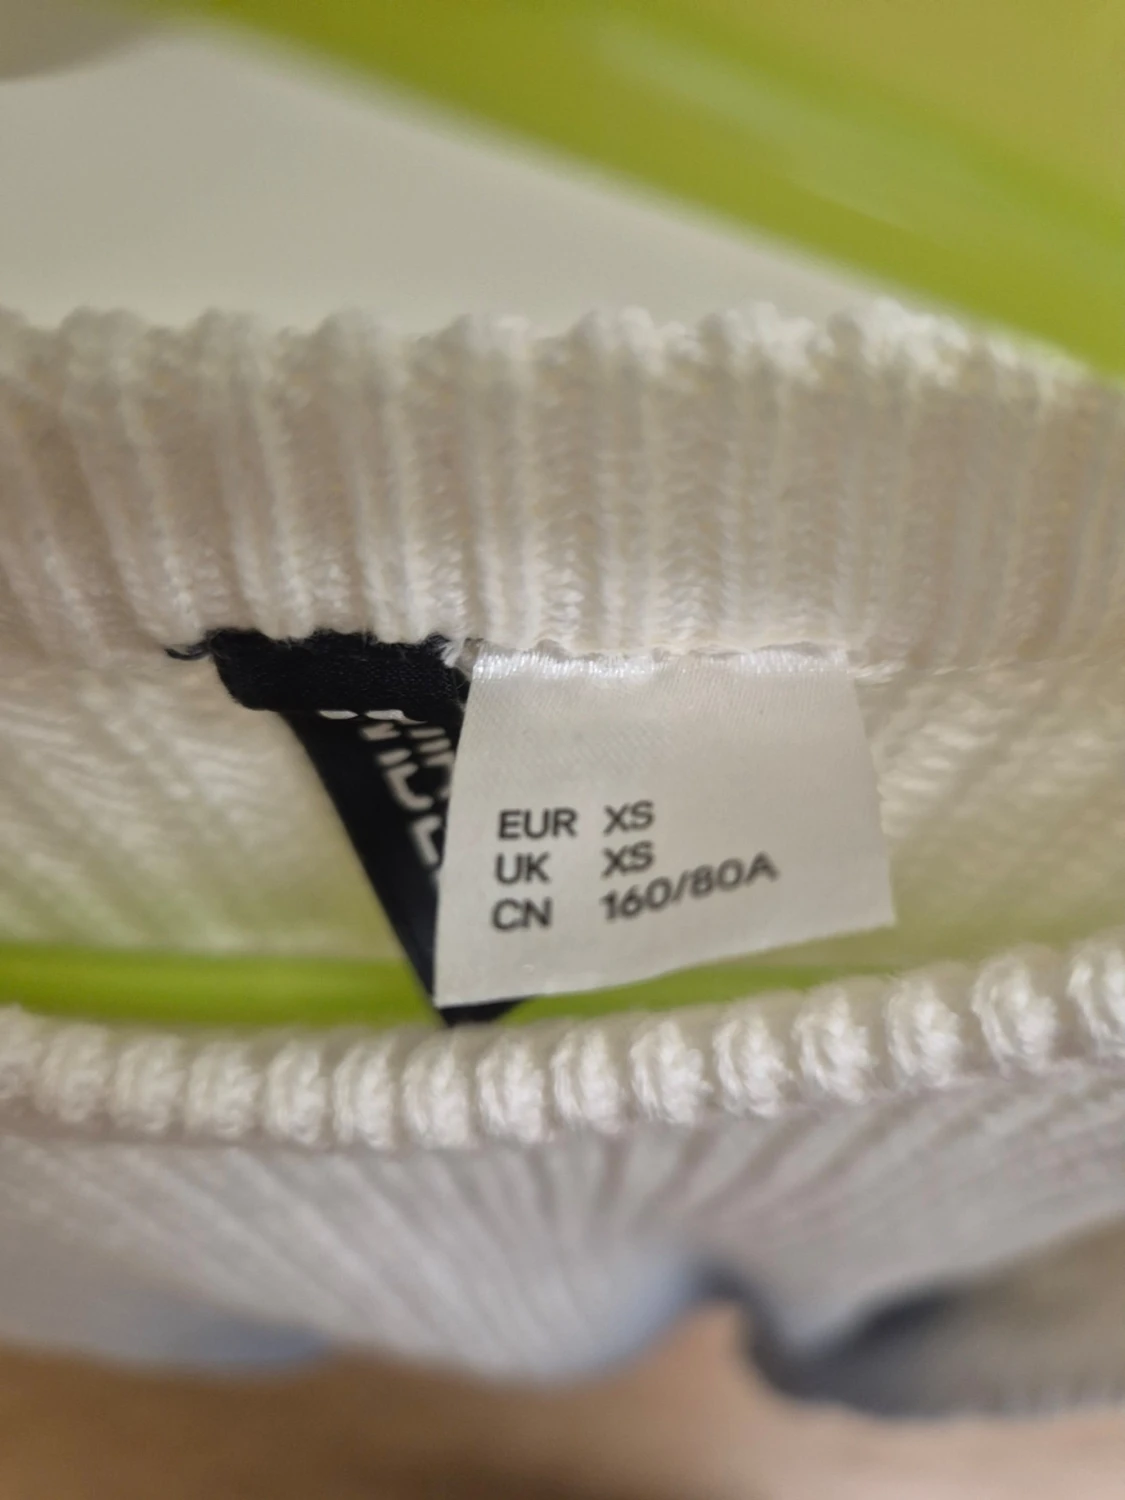 EUR XS
UK XS
CN 160/80A